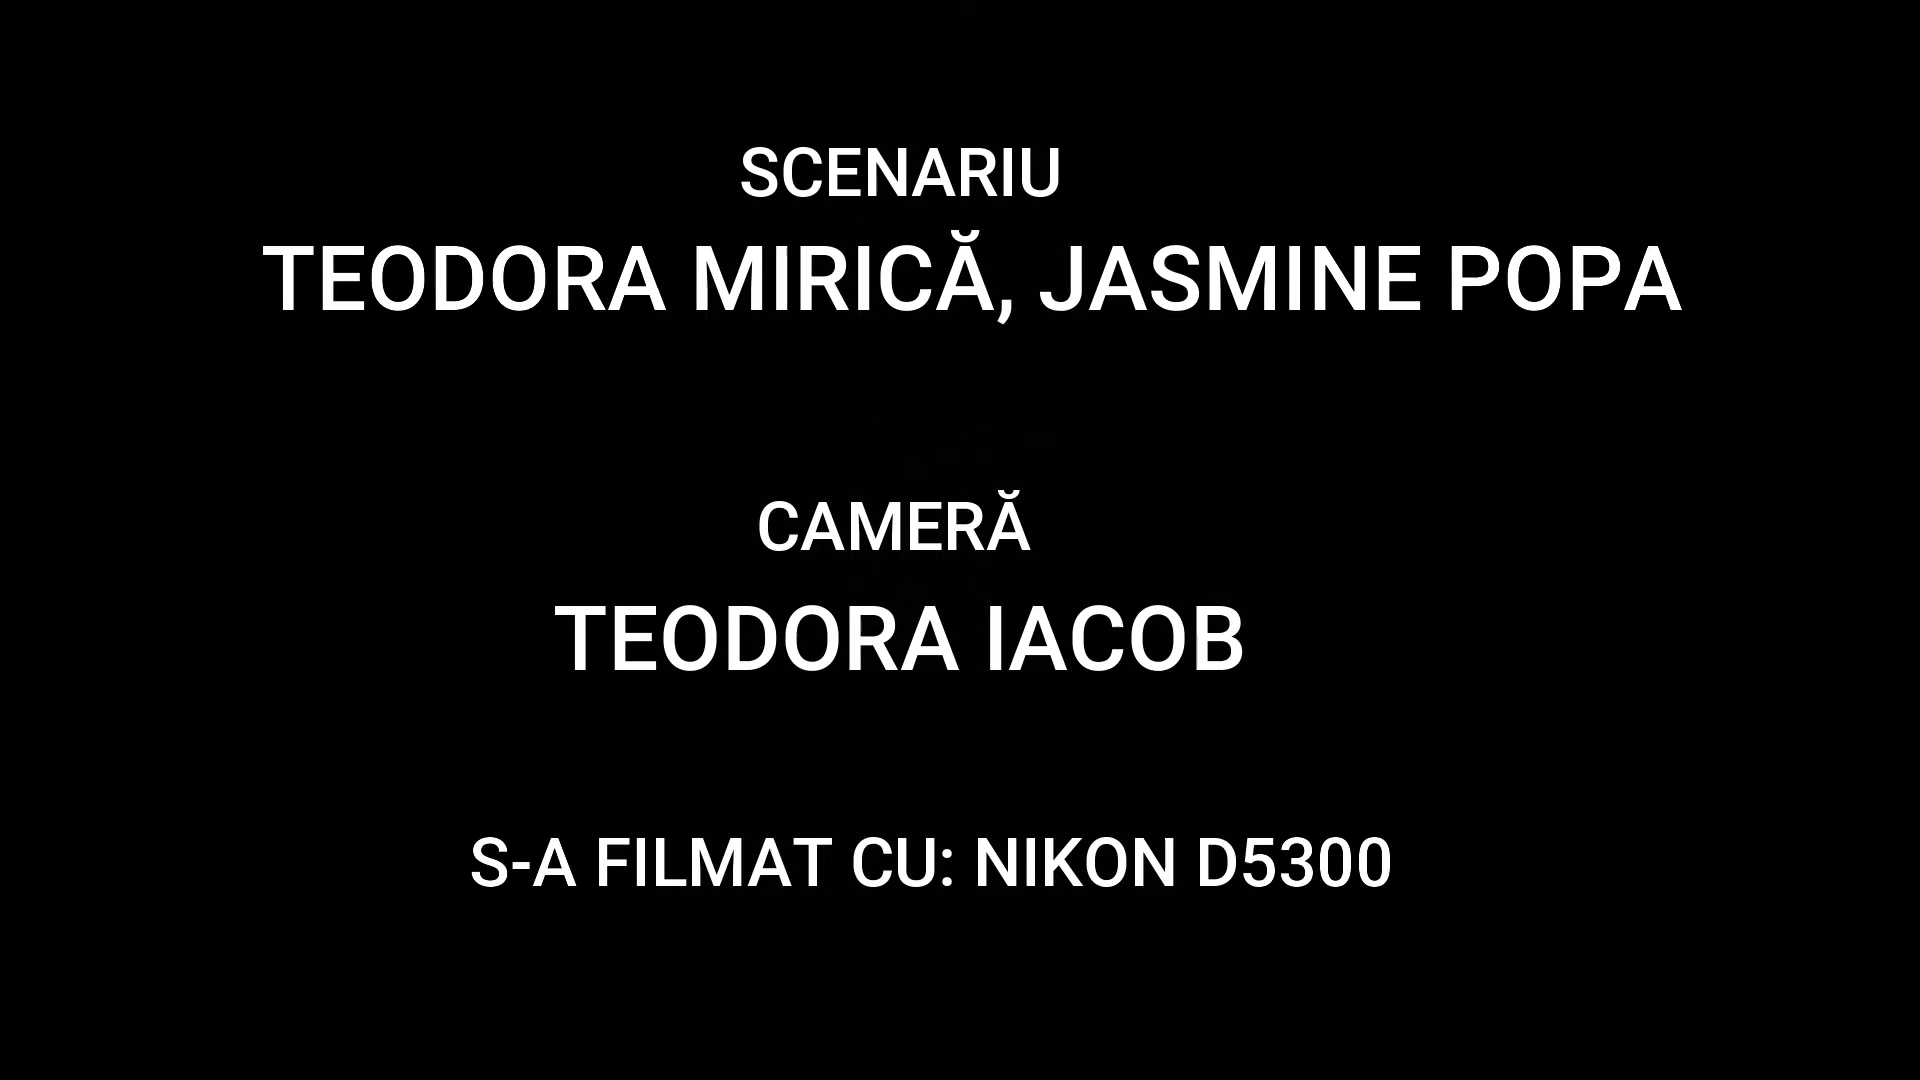 SCENARIU
TEODORA MIRICĂ, JASMINE POPA
CAMERĂ
TEODORA IACOB
S-A FILMAT CU: NIKON D5300